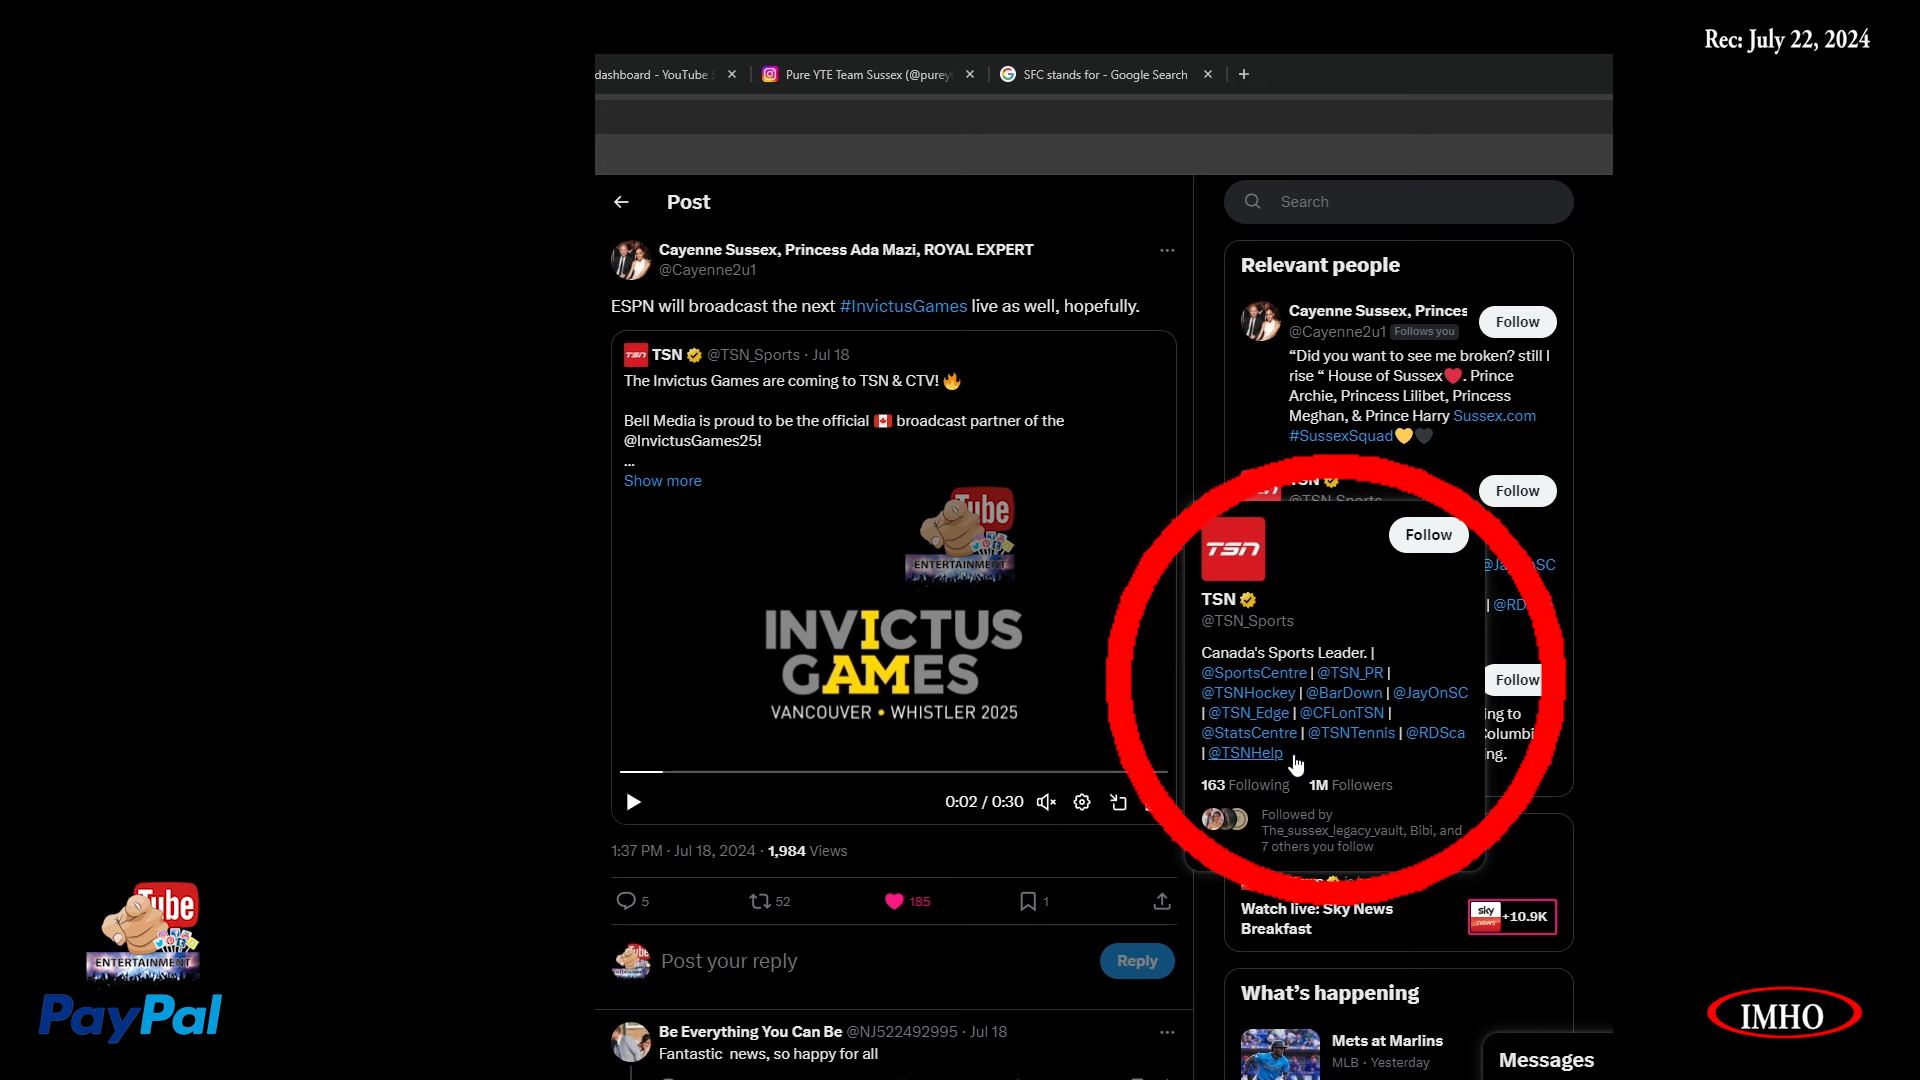 Rec: July 22, 2024
dashboard - YouTube
Pure YTE Team Sussex (@purey
SFC stands for - Google Search
Post
Search
Cayenne Sussex, Princess Ada Mazi, ROYAL EXPERT
@Cayenne2u1
ESPN will broadcast the next #InvictusGames live as well, hopefully.
TSN @TSN_Sports · Jul 18
The Invictus Games are coming to TSN & CTV! 🔥
Bell Media is proud to be the official 🇨🇦 broadcast partner of the
@InvictusGames25!
...
Show more
Tube
ENTERTAINMENT
INVICTUS
GAMES
VANCOUVER • WHISTLER 2025
0:02 / 0:30
1:37 PM · Jul 18, 2024 · 1,984 Views
5
52
185
1
Post your reply
Reply
Be Everything You Can Be @NJ522492995 · Jul 18
Fantastic news, so happy for all
Relevant people
Cayenne Sussex, Princes
@Cayenne2u1 Follows you
Follow
“Did you want to see me broken? still I
rise “ House of Sussex❤️. Prince
Archie, Princess Lilibet, Princess
Meghan, & Prince Harry Sussex.com
#SussexSquad💛🖤
TSN
@TSN_Sports
Follow
TSN
Follow
TSN
@TSN_Sports
Canada's Sports Leader. |
@SportsCentre | @TSN_PR |
@TSNHockey | @BarDown | @JayOnSC
| @TSN_Edge | @CFLonTSN |
@StatsCentre | @TSNTennis | @RDSca
| @TSNHelp
163 Following 1M Followers
Followed by
The_sussex_legacy_vault, Bibi, and
7 others you follow
@JayOnSC
| @RD
Follow
ing to
Columbi
ng.
Watch live: Sky News
Breakfast
sky
news
+10.9K
What’s happening
Mets at Marlins
MLB · Yesterday
Messages
Tube
ENTERTAINMENT
PayPal
IMHO